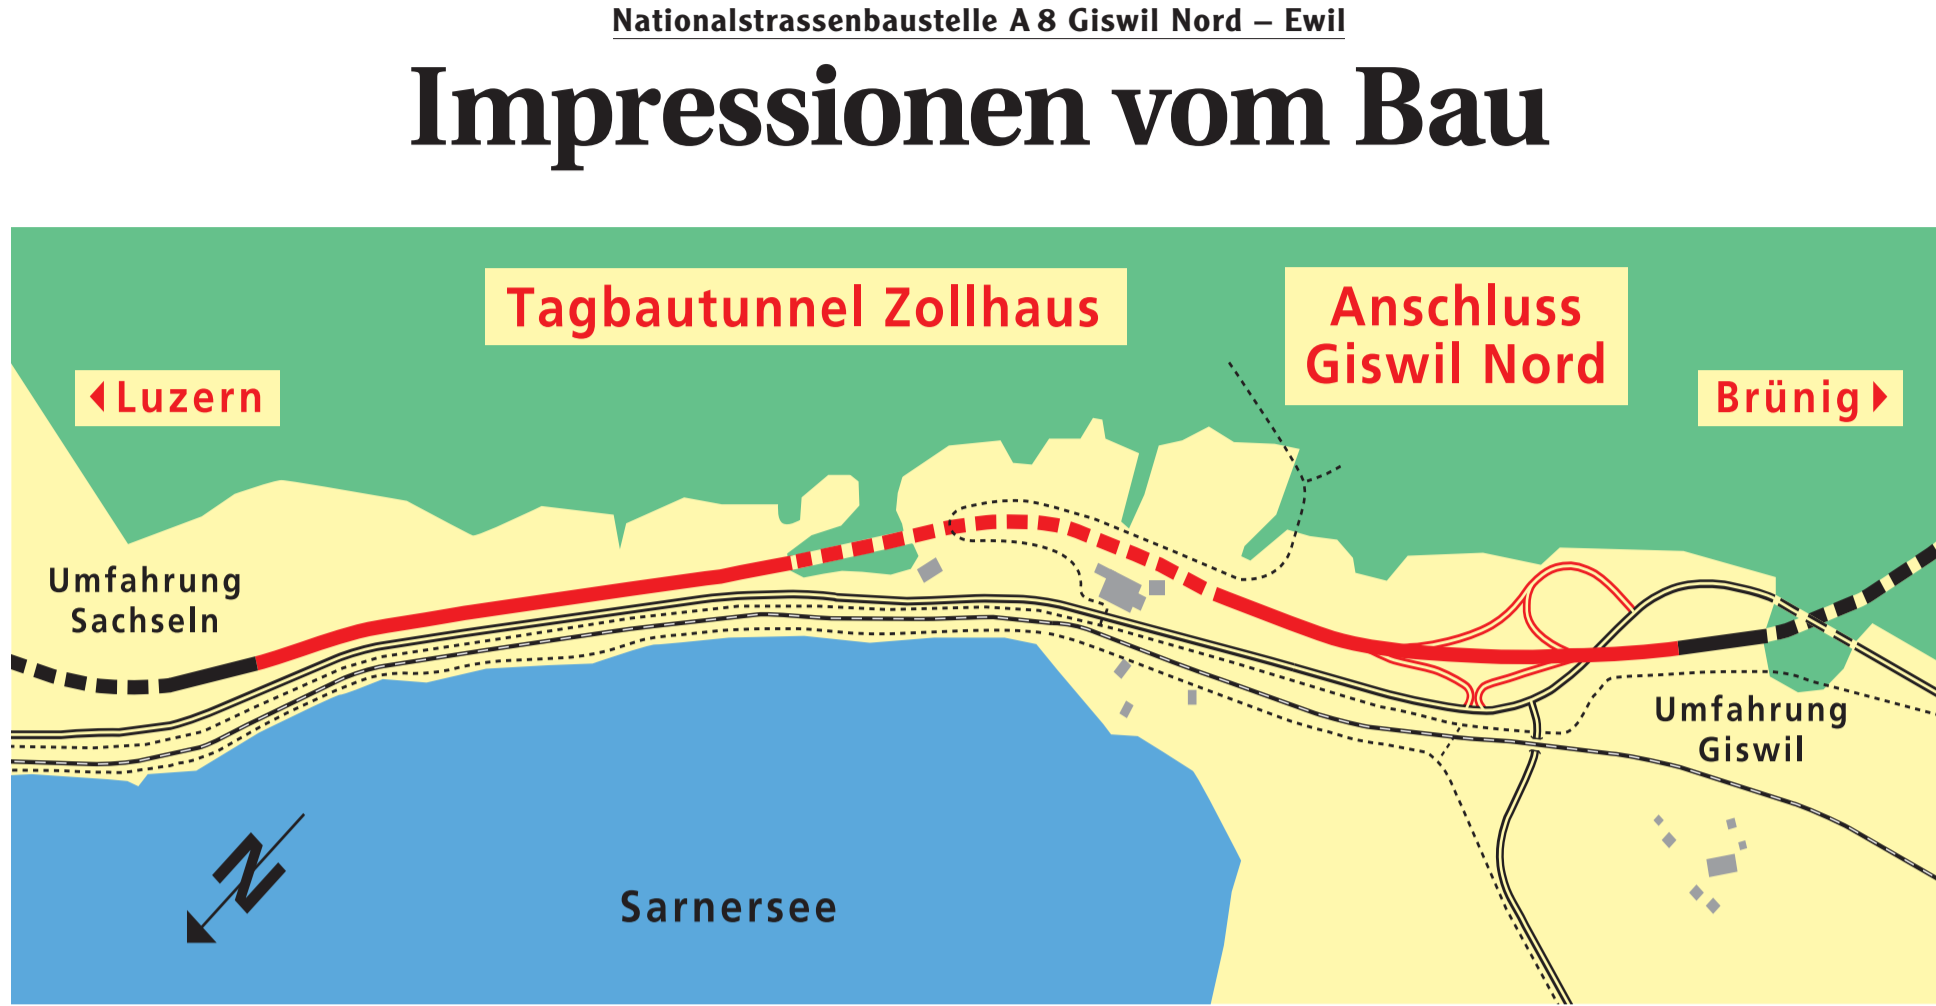 Nationalstrassenbaustelle A 8 Giswil Nord – Ewil
Impressionen vom Bau
Tagbautunnel Zollhaus
Anschluss
Giswil Nord
Luzern
Brünig
Umfahrung
Sachseln
Umfahrung
Giswil
Sarnersee
N